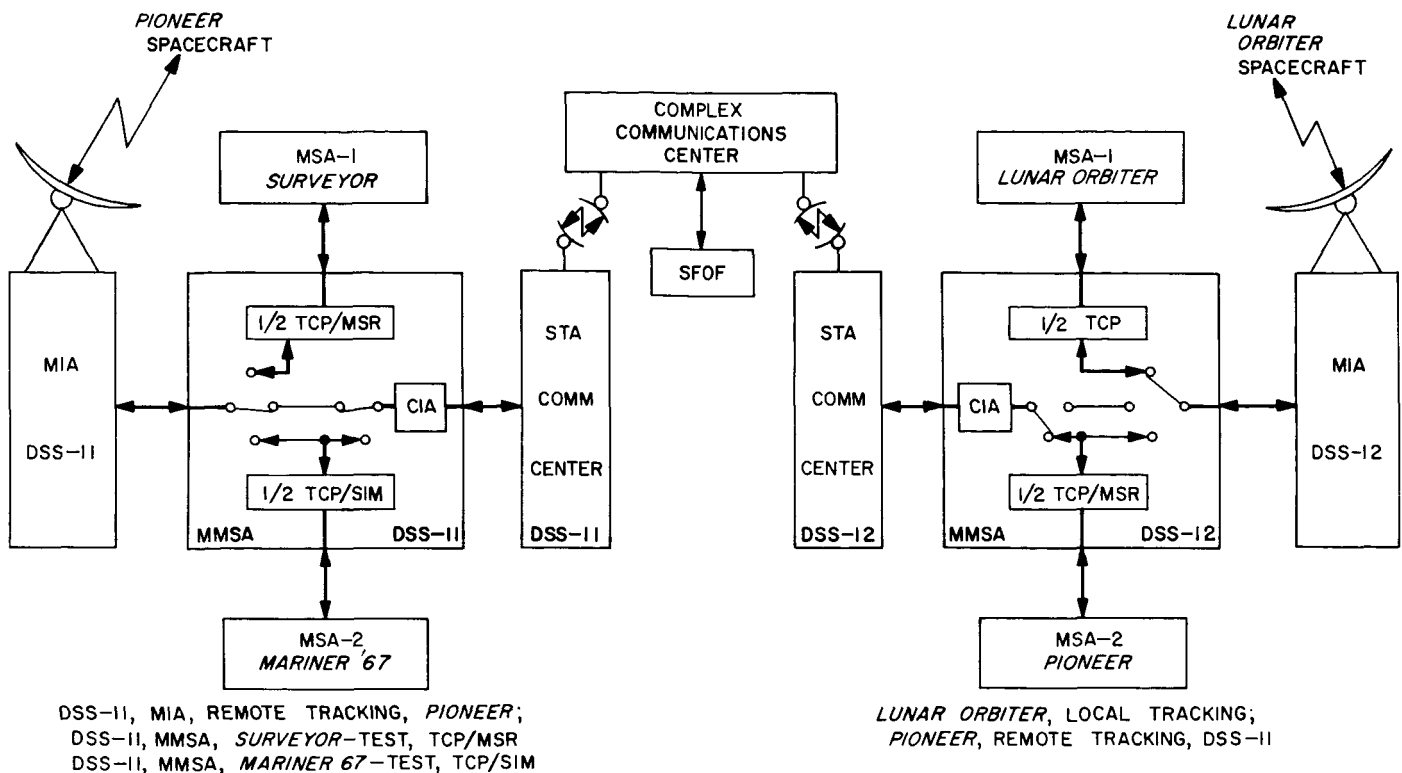 PIONEER
SPACECRAFT
LUNAR
ORBITER
SPACECRAFT
COMPLEX
COMMUNICATIONS
CENTER
MSA-1
SURVEYOR
MSA-1
LUNAR ORBITER
SFOF
MIA
DSS-11
1/2 TCP/MSR
CIA
1/2 TCP/SIM
MMSA
DSS-11
STA
COMM
CENTER
DSS-11
STA
COMM
CENTER
DSS-12
1/2 TCP
CIA
1/2 TCP/MSR
MMSA
DSS-12
MIA
DSS-12
MSA-2
MARINER '67
MSA-2
PIONEER
DSS-11, MIA, REMOTE TRACKING, PIONEER;
DSS-11, MMSA, SURVEYOR-TEST, TCP/MSR
DSS-11, MMSA, MARINER 67-TEST, TCP/SIM
LUNAR ORBITER, LOCAL TRACKING;
PIONEER, REMOTE TRACKING, DSS-11